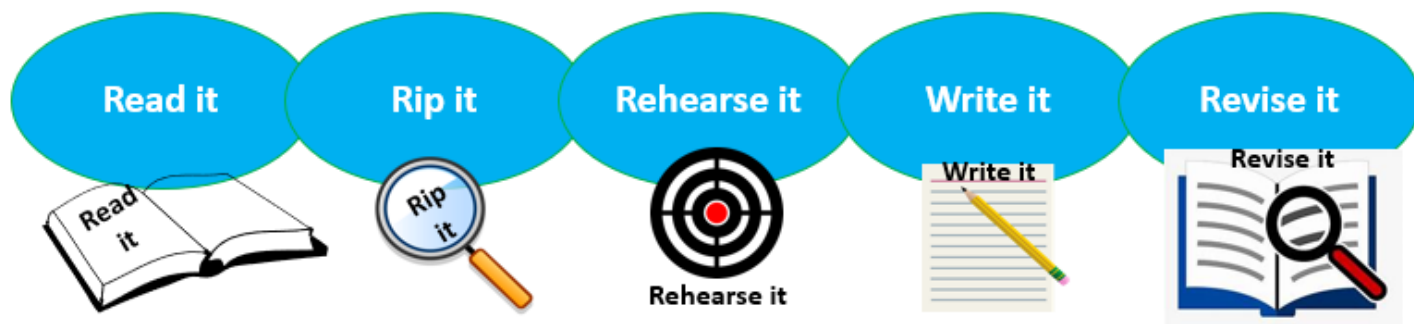 Read it
Rip it
Rehearse it
Write it
Revise it
Read
it
Rip
it
Rehearse it
Write it
Revise it